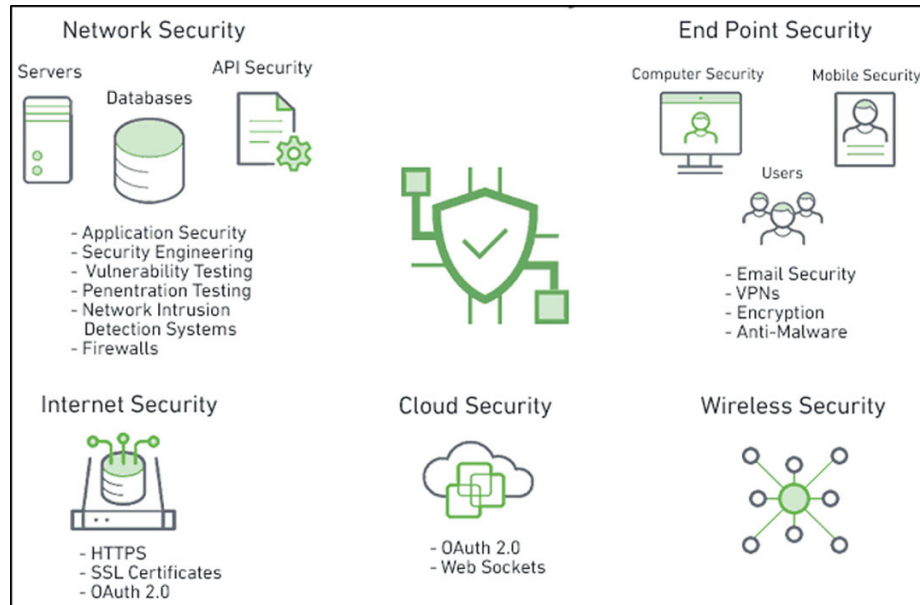 Network Security
Servers
Databases
API Security
- Application Security
- Security Engineering
- Vulnerability Testing
- Penentration Testing
- Network Intrusion
Detection Systems
- Firewalls
End Point Security
Computer Security
Mobile Security
Users
- Email Security
- VPNs
- Encryption
- Anti-Malware
Internet Security
- HTTPS
- SSL Certificates
- OAuth 2.0
Cloud Security
- OAuth 2.0
- Web Sockets
Wireless Security